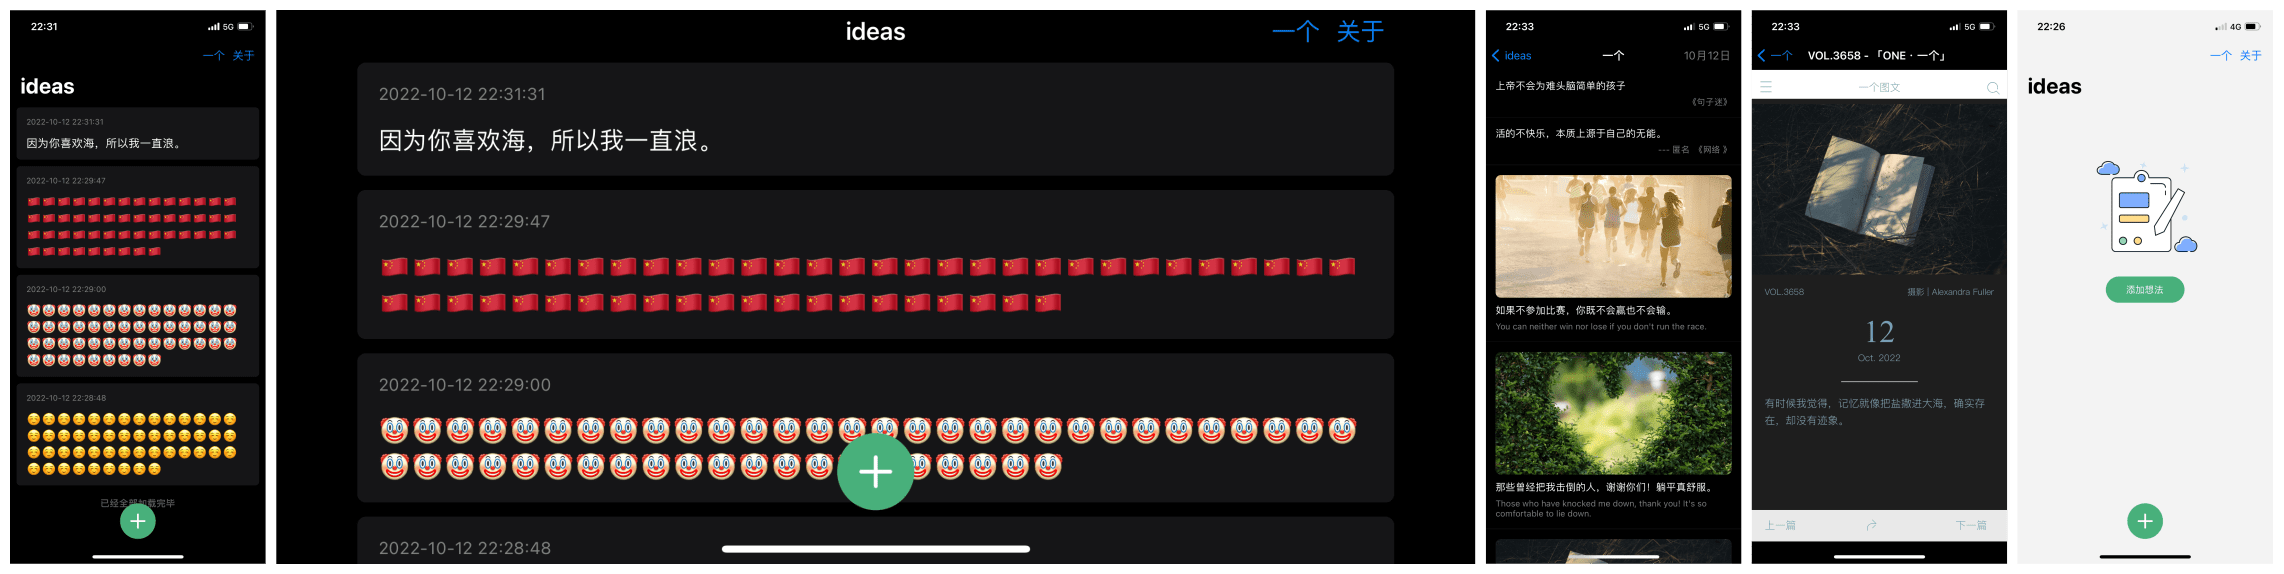 22:31
5G
一个 关于
ideas
2022-10-12 22:31:31
因为你喜欢海，所以我一直浪。
2022-10-12 22:29:47
2022-10-12 22:29:00
2022-10-12 22:28:48
已经全部加载完毕
ideas
一个 关于
2022-10-12 22:31:31
因为你喜欢海，所以我一直浪。
2022-10-12 22:29:47
2022-10-12 22:29:00
2022-10-12 22:28:48
22:33
5G
ideas
一个
10月12日
上帝不会为难头脑简单的孩子
《句子迷》
活的不快乐，本质上源于自己的无能。
--- 匿名 《网络 》
如果不参加比赛，你既不会赢也不会输。
You can neither win nor lose if you don't run the race.
那些曾经把我击倒的人，谢谢你们！躺平真舒服。
Those who have knocked me down, thank you! It's so
comfortable to lie down.
22:33
5G
一个
VOL.3658 - 「ONE · 一个」
一个图文
VOL.3658
摄影 | Alexandra Fuller
12
Oct. 2022
有时候我觉得，记忆就像把盐撒进大海，确实存
在，却没有迹象。
上一篇
下一篇
22:26
4G
一个 关于
ideas
添加想法